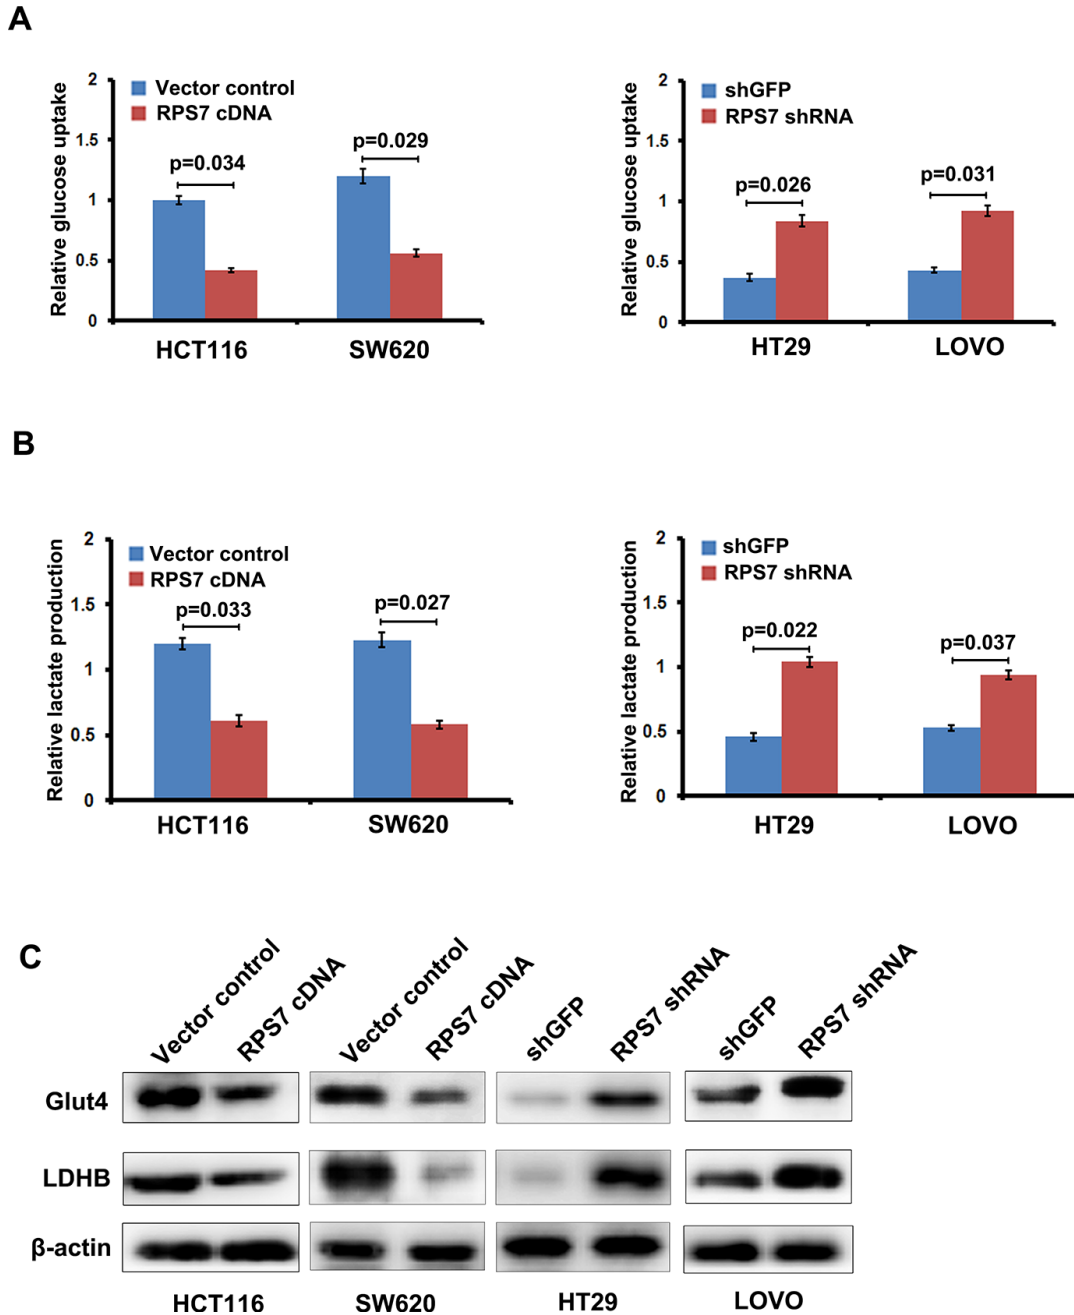 A
Relative glucose uptake
2
1.5
1
0.5
0
Vector control
RPS7 cDNA
p=0.034
p=0.029
HCT116
SW620
Relative glucose uptake
2
1.5
1
0.5
0
shGFP
RPS7 shRNA
p=0.026
p=0.031
HT29
LOVO
B
Relative lactate production
2
1.5
1
0.5
0
Vector control
RPS7 cDNA
p=0.033
p=0.027
HCT116
SW620
Relative lactate production
2
1.5
1
0.5
0
shGFP
RPS7 shRNA
p=0.022
p=0.037
HT29
LOVO
C
Vector control
RPS7 cDNA
Vector control
RPS7 cDNA
shGFP
RPS7 shRNA
shGFP
RPS7 shRNA
Glut4
LDHB
β-actin
HCT116
SW620
HT29
LOVO